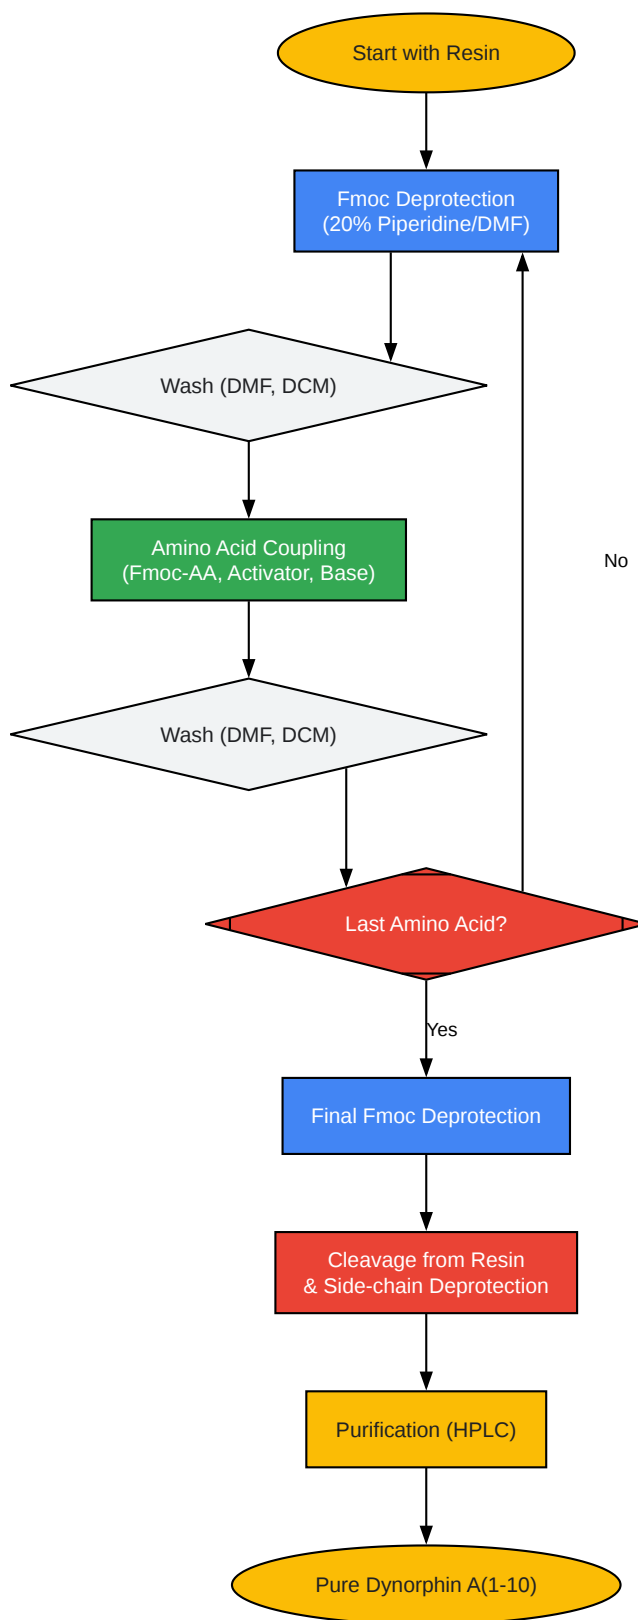 Start with Resin
Fmoc Deprotection
(20% Piperidine/DMF)
Wash (DMF, DCM)
Amino Acid Coupling
(Fmoc-AA, Activator, Base)
No
Wash (DMF, DCM)
Last Amino Acid?
Yes
Final Fmoc Deprotection
Cleavage from Resin
& Side-chain Deprotection
Purification (HPLC)
Pure Dynorphin A(1-10)